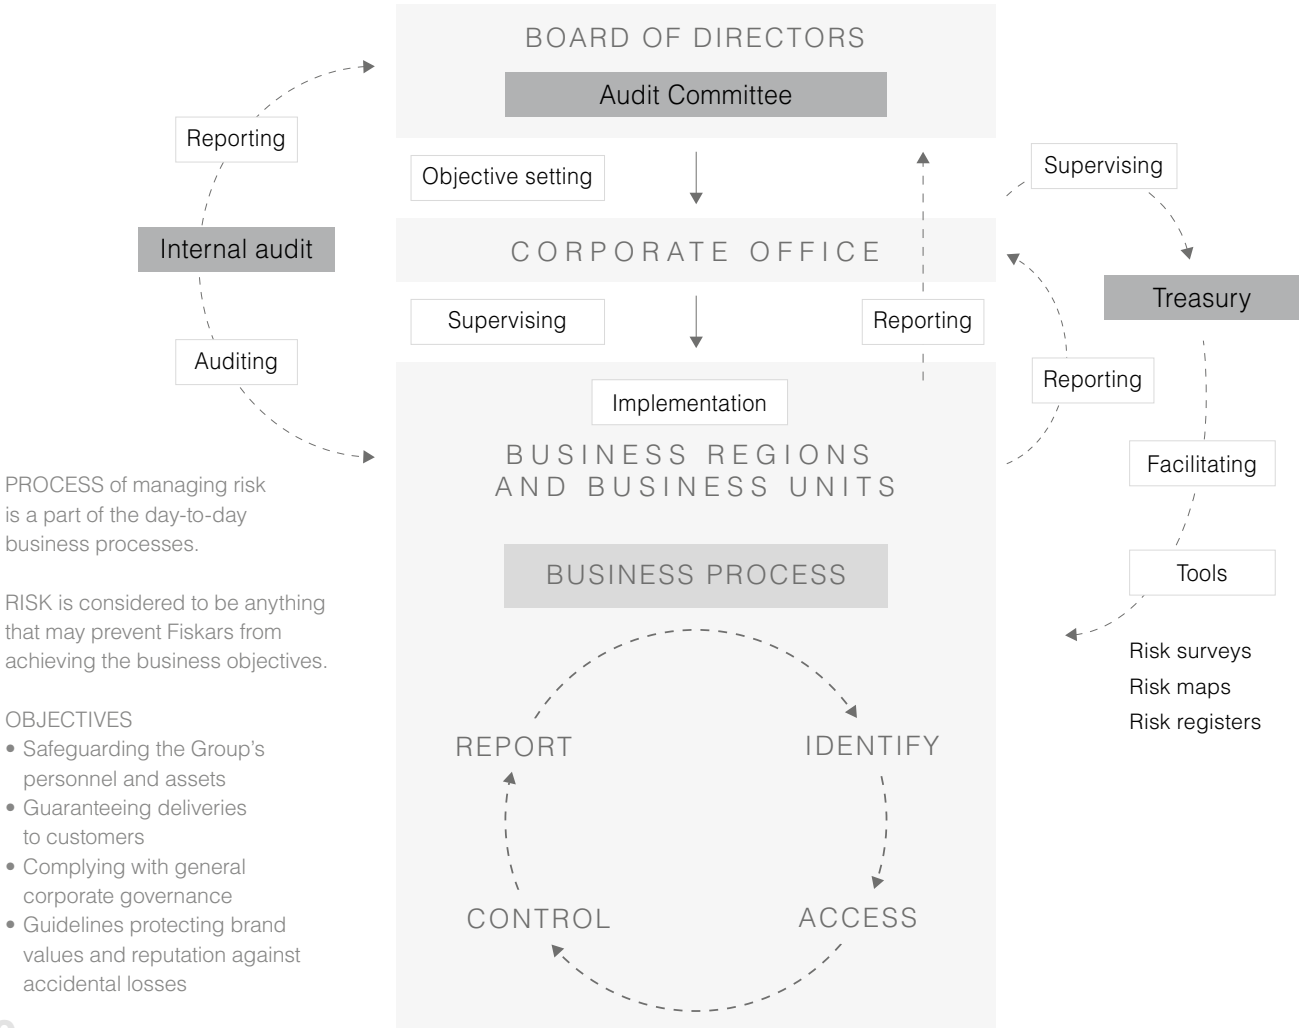 BOARD OF DIRECTORS
Audit Committee
Reporting
Objective setting
Supervising
Internal audit
CORPORATE OFFICE
Treasury
Supervising
Reporting
Auditing
Reporting
Implementation
BUSINESS REGIONS
AND BUSINESS UNITS
Facilitating
PROCESS of managing risk
is a part of the day-to-day
business processes.
BUSINESS PROCESS
Tools
RISK is considered to be anything
that may prevent Fiskars from
achieving the business objectives.
Risk surveys
Risk maps
Risk registers
OBJECTIVES
• Safeguarding the Group's
personnel and assets
• Guaranteeing deliveries
to customers
• Complying with general
corporate governance
• Guidelines protecting brand
values and reputation against
accidental losses
REPORT
IDENTIFY
CONTROL
ACCESS